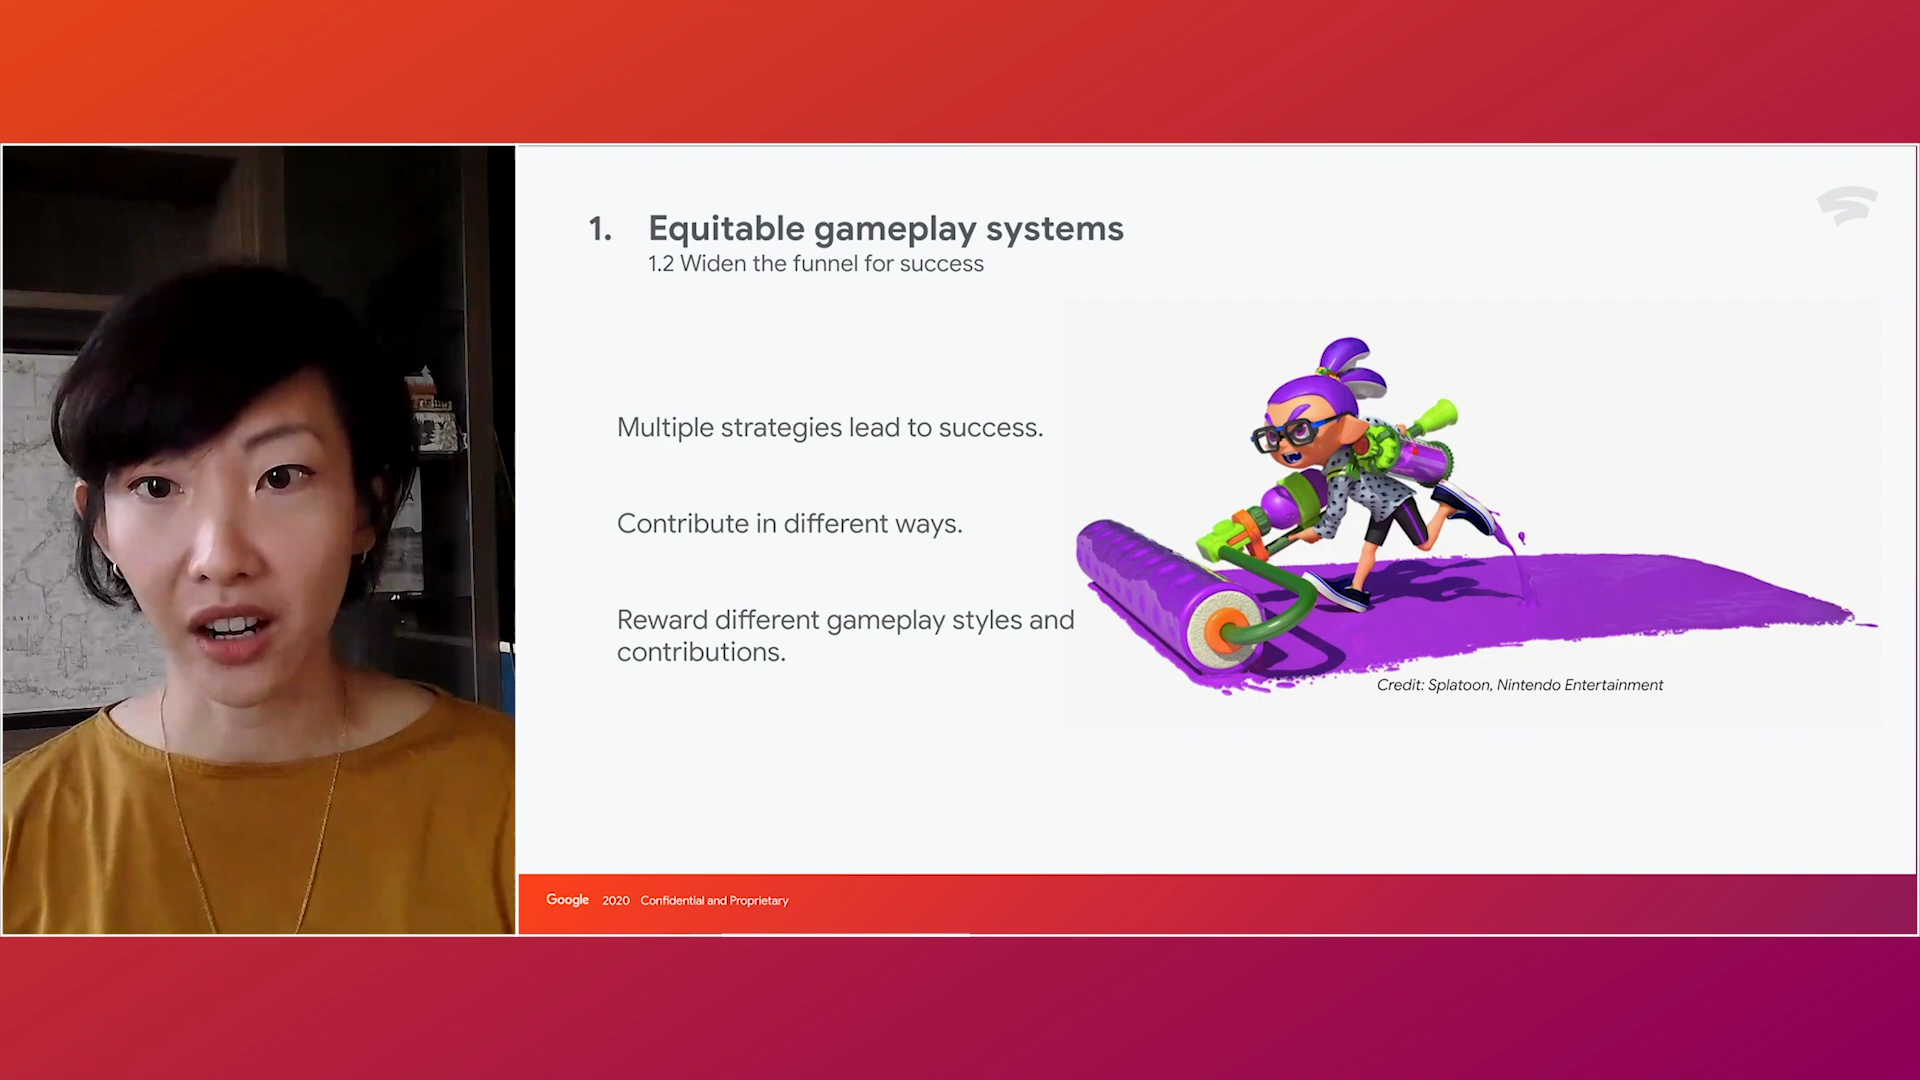 1. Equitable gameplay systems
1.2 Widen the funnel for success
Multiple strategies lead to success.
Contribute in different ways.
Reward different gameplay styles and
contributions.
Credit: Splatoon, Nintendo Entertainment
Google 2020 Confidential and Proprietary